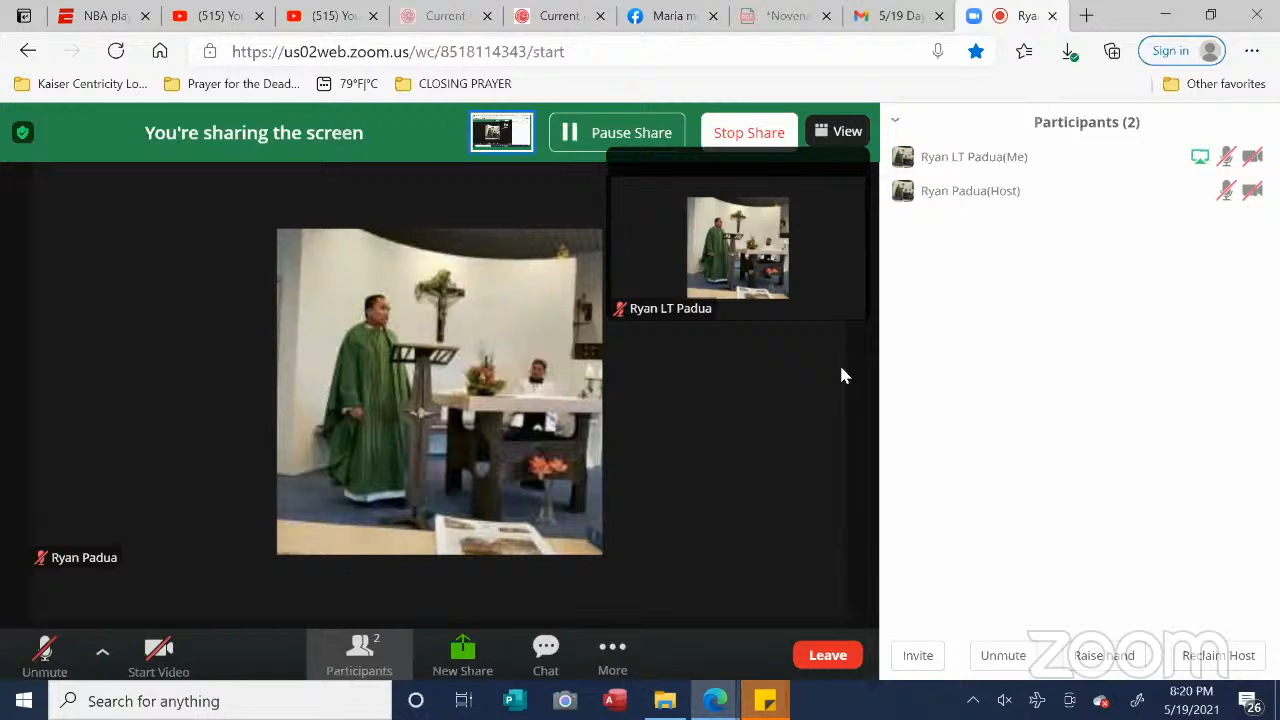 (515) You
(515) You
Current
Current
Maria m
*Novena
5/19 Day
Ryan
https://us02web.zoom.us/wc/8518114343/start
Sign in
Kaiser Centricity Lo...
Prayer for the Dead...
79°F|°C
CLOSING PRAYER
Other favorites
You're sharing the screen
Pause Share
Stop Share
View
Participants (2)
Ryan LT Padua(Me)
Ryan Padua(Host)
Ryan LT Padua
Ryan Padua
Unmute
Start Video
2
Participants
New Share
Chat
More
Leave
Invite
Unmute
Raise hand
Reclaim Host
zoom
Search for anything
8:20 PM
5/19/2021
26